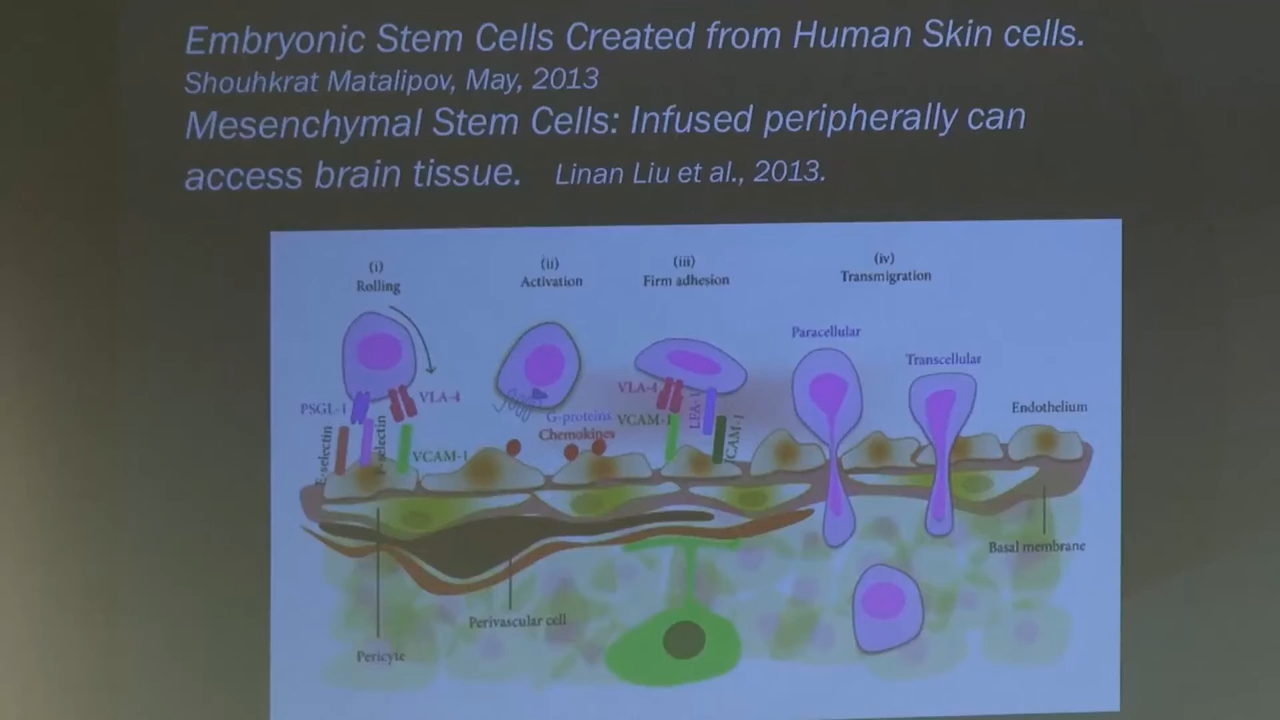 Embryonic Stem Cells Created from Human Skin cells.
Shouhkrat Matalipov, May, 2013
Mesenchymal Stem Cells: Infused peripherally can
access brain tissue. Linan Liu et al., 2013.
(i)
Rolling
(ii)
Activation
(iii)
Firm adhesion
(iv)
Transmigration
Paracellular
Transcellular
Endothelium
PSGL-1
VLA-4
E-selectin
P-selectin
VCAM-1
G-proteins
Chemokines
VLA-4
VCAM-1
LFA-1
ICAM-1
Basal membrane
Perivascular cell
Pericyte